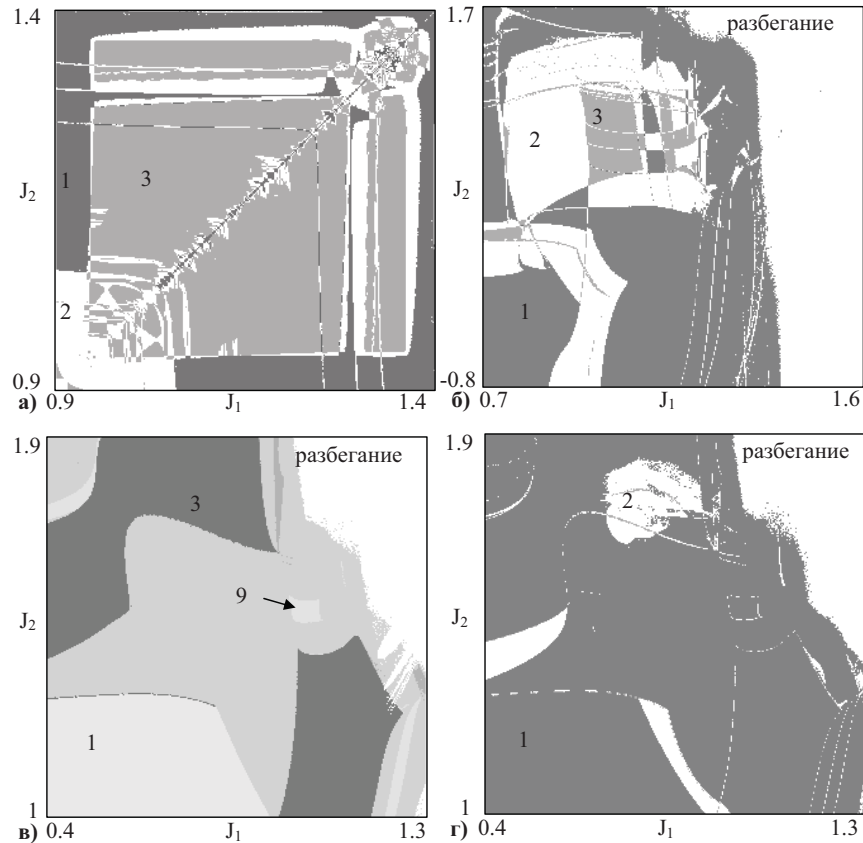 1.4
1
3
J₂
2
0.9
а) 0.9 J₁ 1.4
1.7
разбегание
2
3
J₂
1
-0.8
б) 0.7 J₁ 1.6
1.9
разбегание
3
9
J₂
1
1
в) 0.4 J₁ 1.3
1.9
разбегание
2
J₂
1
1
г) 0.4 J₁ 1.3